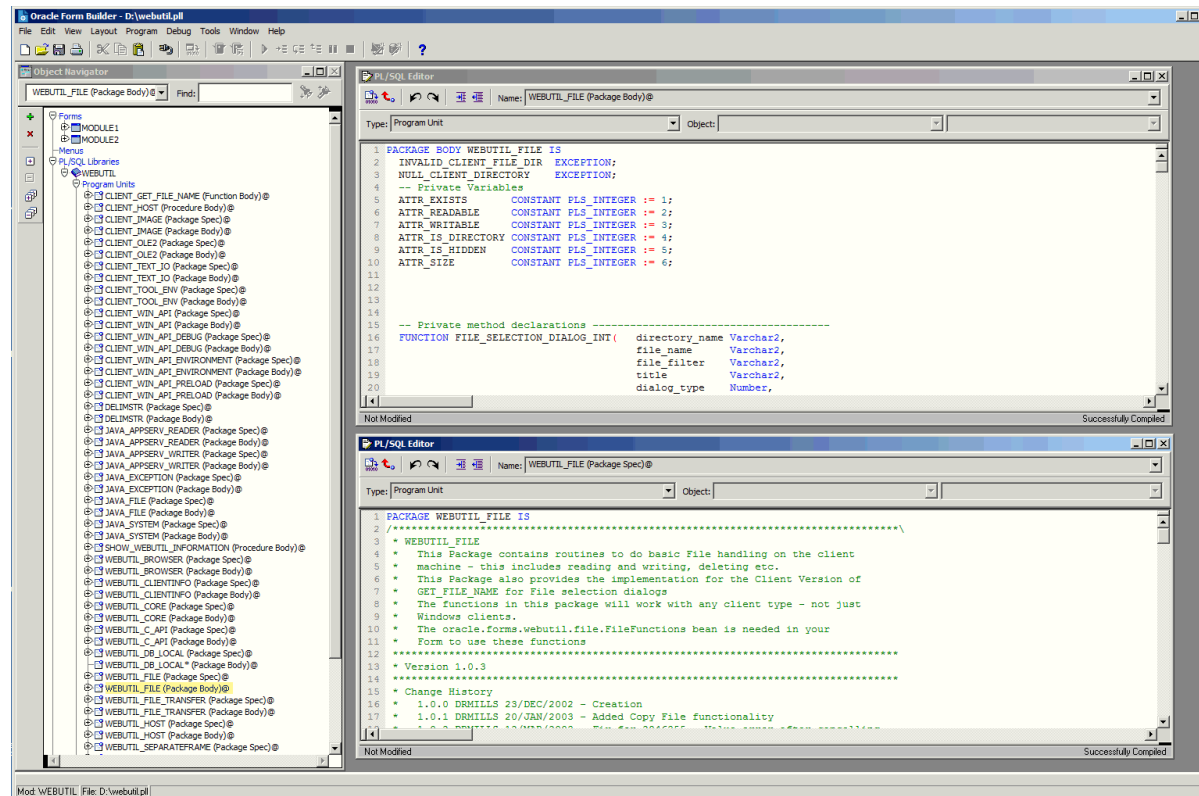 Oracle Form Builder - D:\webutil.pll
File Edit View Layout Program Debug Tools Window Help
Object Navigator
WEBUTIL_FILE (Package Body)@
Find:
Forms
MODULE1
MODULE2
Menus
PL/SQL Libraries
WEBUTIL
Program Units
CLIENT_GET_FILE_NAME (Function Body)@
CLIENT_HOST (Procedure Body)@
CLIENT_IMAGE (Package Spec)@
CLIENT_IMAGE (Package Body)@
CLIENT_OLE2 (Package Spec)@
CLIENT_OLE2 (Package Body)@
CLIENT_TEXT_IO (Package Spec)@
CLIENT_TEXT_IO (Package Body)@
CLIENT_TOOL_ENV (Package Spec)@
CLIENT_TOOL_ENV (Package Body)@
CLIENT_WIN_API (Package Spec)@
CLIENT_WIN_API (Package Body)@
CLIENT_WIN_API_DEBUG (Package Spec)@
CLIENT_WIN_API_DEBUG (Package Body)@
CLIENT_WIN_API_ENVIRONMENT (Package Spec)@
CLIENT_WIN_API_ENVIRONMENT (Package Body)@
CLIENT_WIN_API_PRELOAD (Package Spec)@
CLIENT_WIN_API_PRELOAD (Package Body)@
DELIMSTR (Package Spec)@
DELIMSTR (Package Body)@
JAVA_APPSERV_READER (Package Spec)@
JAVA_APPSERV_READER (Package Body)@
JAVA_APPSERV_WRITER (Package Spec)@
JAVA_APPSERV_WRITER (Package Body)@
JAVA_EXCEPTION (Package Spec)@
JAVA_EXCEPTION (Package Body)@
JAVA_FILE (Package Spec)@
JAVA_FILE (Package Body)@
JAVA_SYSTEM (Package Spec)@
JAVA_SYSTEM (Package Body)@
SHOW_WEBUTIL_INFORMATION (Procedure Body)@
WEBUTIL_BROWSER (Package Spec)@
WEBUTIL_BROWSER (Package Body)@
WEBUTIL_CLIENTINFO (Package Spec)@
WEBUTIL_CLIENTINFO (Package Body)@
WEBUTIL_CORE (Package Spec)@
WEBUTIL_CORE (Package Body)@
WEBUTIL_C_API (Package Spec)@
WEBUTIL_C_API (Package Body)@
WEBUTIL_DB_LOCAL (Package Spec)@
WEBUTIL_DB_LOCAL* (Package Body)@
WEBUTIL_FILE (Package Spec)@
WEBUTIL_FILE (Package Body)@
WEBUTIL_FILE_TRANSFER (Package Spec)@
WEBUTIL_FILE_TRANSFER (Package Body)@
WEBUTIL_HOST (Package Spec)@
WEBUTIL_HOST (Package Body)@
WEBUTIL_SEPARATEFRAME (Package Spec)@
PL/SQL Editor
Name: WEBUTIL_FILE (Package Body)@
Type: Program Unit Object:
1 PACKAGE BODY WEBUTIL_FILE IS
2 INVALID_CLIENT_FILE_DIR EXCEPTION;
3 NULL_CLIENT_DIRECTORY EXCEPTION;
4 -- Private Variables
5 ATTR_EXISTS CONSTANT PLS_INTEGER := 1;
6 ATTR_READABLE CONSTANT PLS_INTEGER := 2;
7 ATTR_WRITABLE CONSTANT PLS_INTEGER := 3;
8 ATTR_IS_DIRECTORY CONSTANT PLS_INTEGER := 4;
9 ATTR_IS_HIDDEN CONSTANT PLS_INTEGER := 5;
10 ATTR_SIZE CONSTANT PLS_INTEGER := 6;
11
12
13
14
15 -- Private method declarations --------------------------------------
16 FUNCTION FILE_SELECTION_DIALOG_INT( directory_name Varchar2,
17 file_name Varchar2,
18 file_filter Varchar2,
19 title Varchar2,
20 dialog_type Number,
Not Modified Successfully Compiled
PL/SQL Editor
Name: WEBUTIL_FILE (Package Spec)@
Type: Program Unit Object:
1 PACKAGE WEBUTIL_FILE IS
2 /*********************************************************************************\
3 * WEBUTIL_FILE
4 * This Package contains routines to do basic File handling on the client
5 * machine - this includes reading and writing, deleting etc.
6 * This Package also provides the implementation for the Client Version of
7 * GET_FILE_NAME for File selection dialogs
8 * The functions in this package will work with any client type - not just
9 * Windows clients.
10 * The oracle.forms.webutil.file.FileFunctions bean is needed in your
11 * Form to use these functions
12 *********************************************************************************
13 * Version 1.0.3
14 *********************************************************************************
15 * Change History
16 * 1.0.0 DRMILLS 23/DEC/2002 - Creation
17 * 1.0.1 DRMILLS 20/JAN/2003 - Added Copy File functionality
Not Modified Successfully Compiled
Mod: WEBUTIL File: D:\webutil.pll